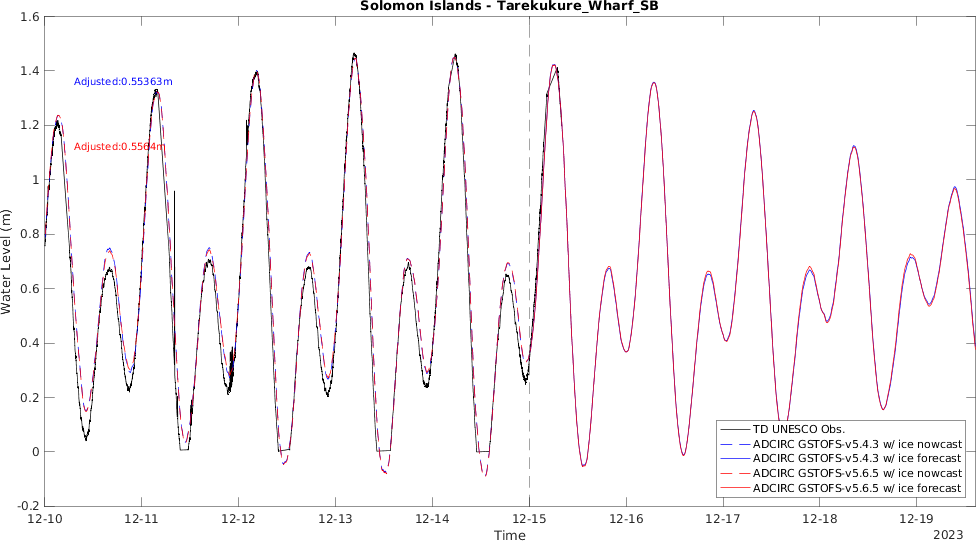 Solomon Islands - Tarekukure_Wharf_SB
1.6
1.4
1.2
1
0.8
0.6
0.4
0.2
0
-0.2
Water Level (m)
Adjusted:0.55363m
Adjusted:0.5564m
TD UNESCO Obs.
ADCIRC GSTOFS-v5.4.3 w/ ice nowcast
ADCIRC GSTOFS-v5.4.3 w/ ice forecast
ADCIRC GSTOFS-v5.6.5 w/ ice nowcast
ADCIRC GSTOFS-v5.6.5 w/ ice forecast
12-10 12-11 12-12 12-13 12-14 12-15 12-16 12-17 12-18 12-19
Time
2023